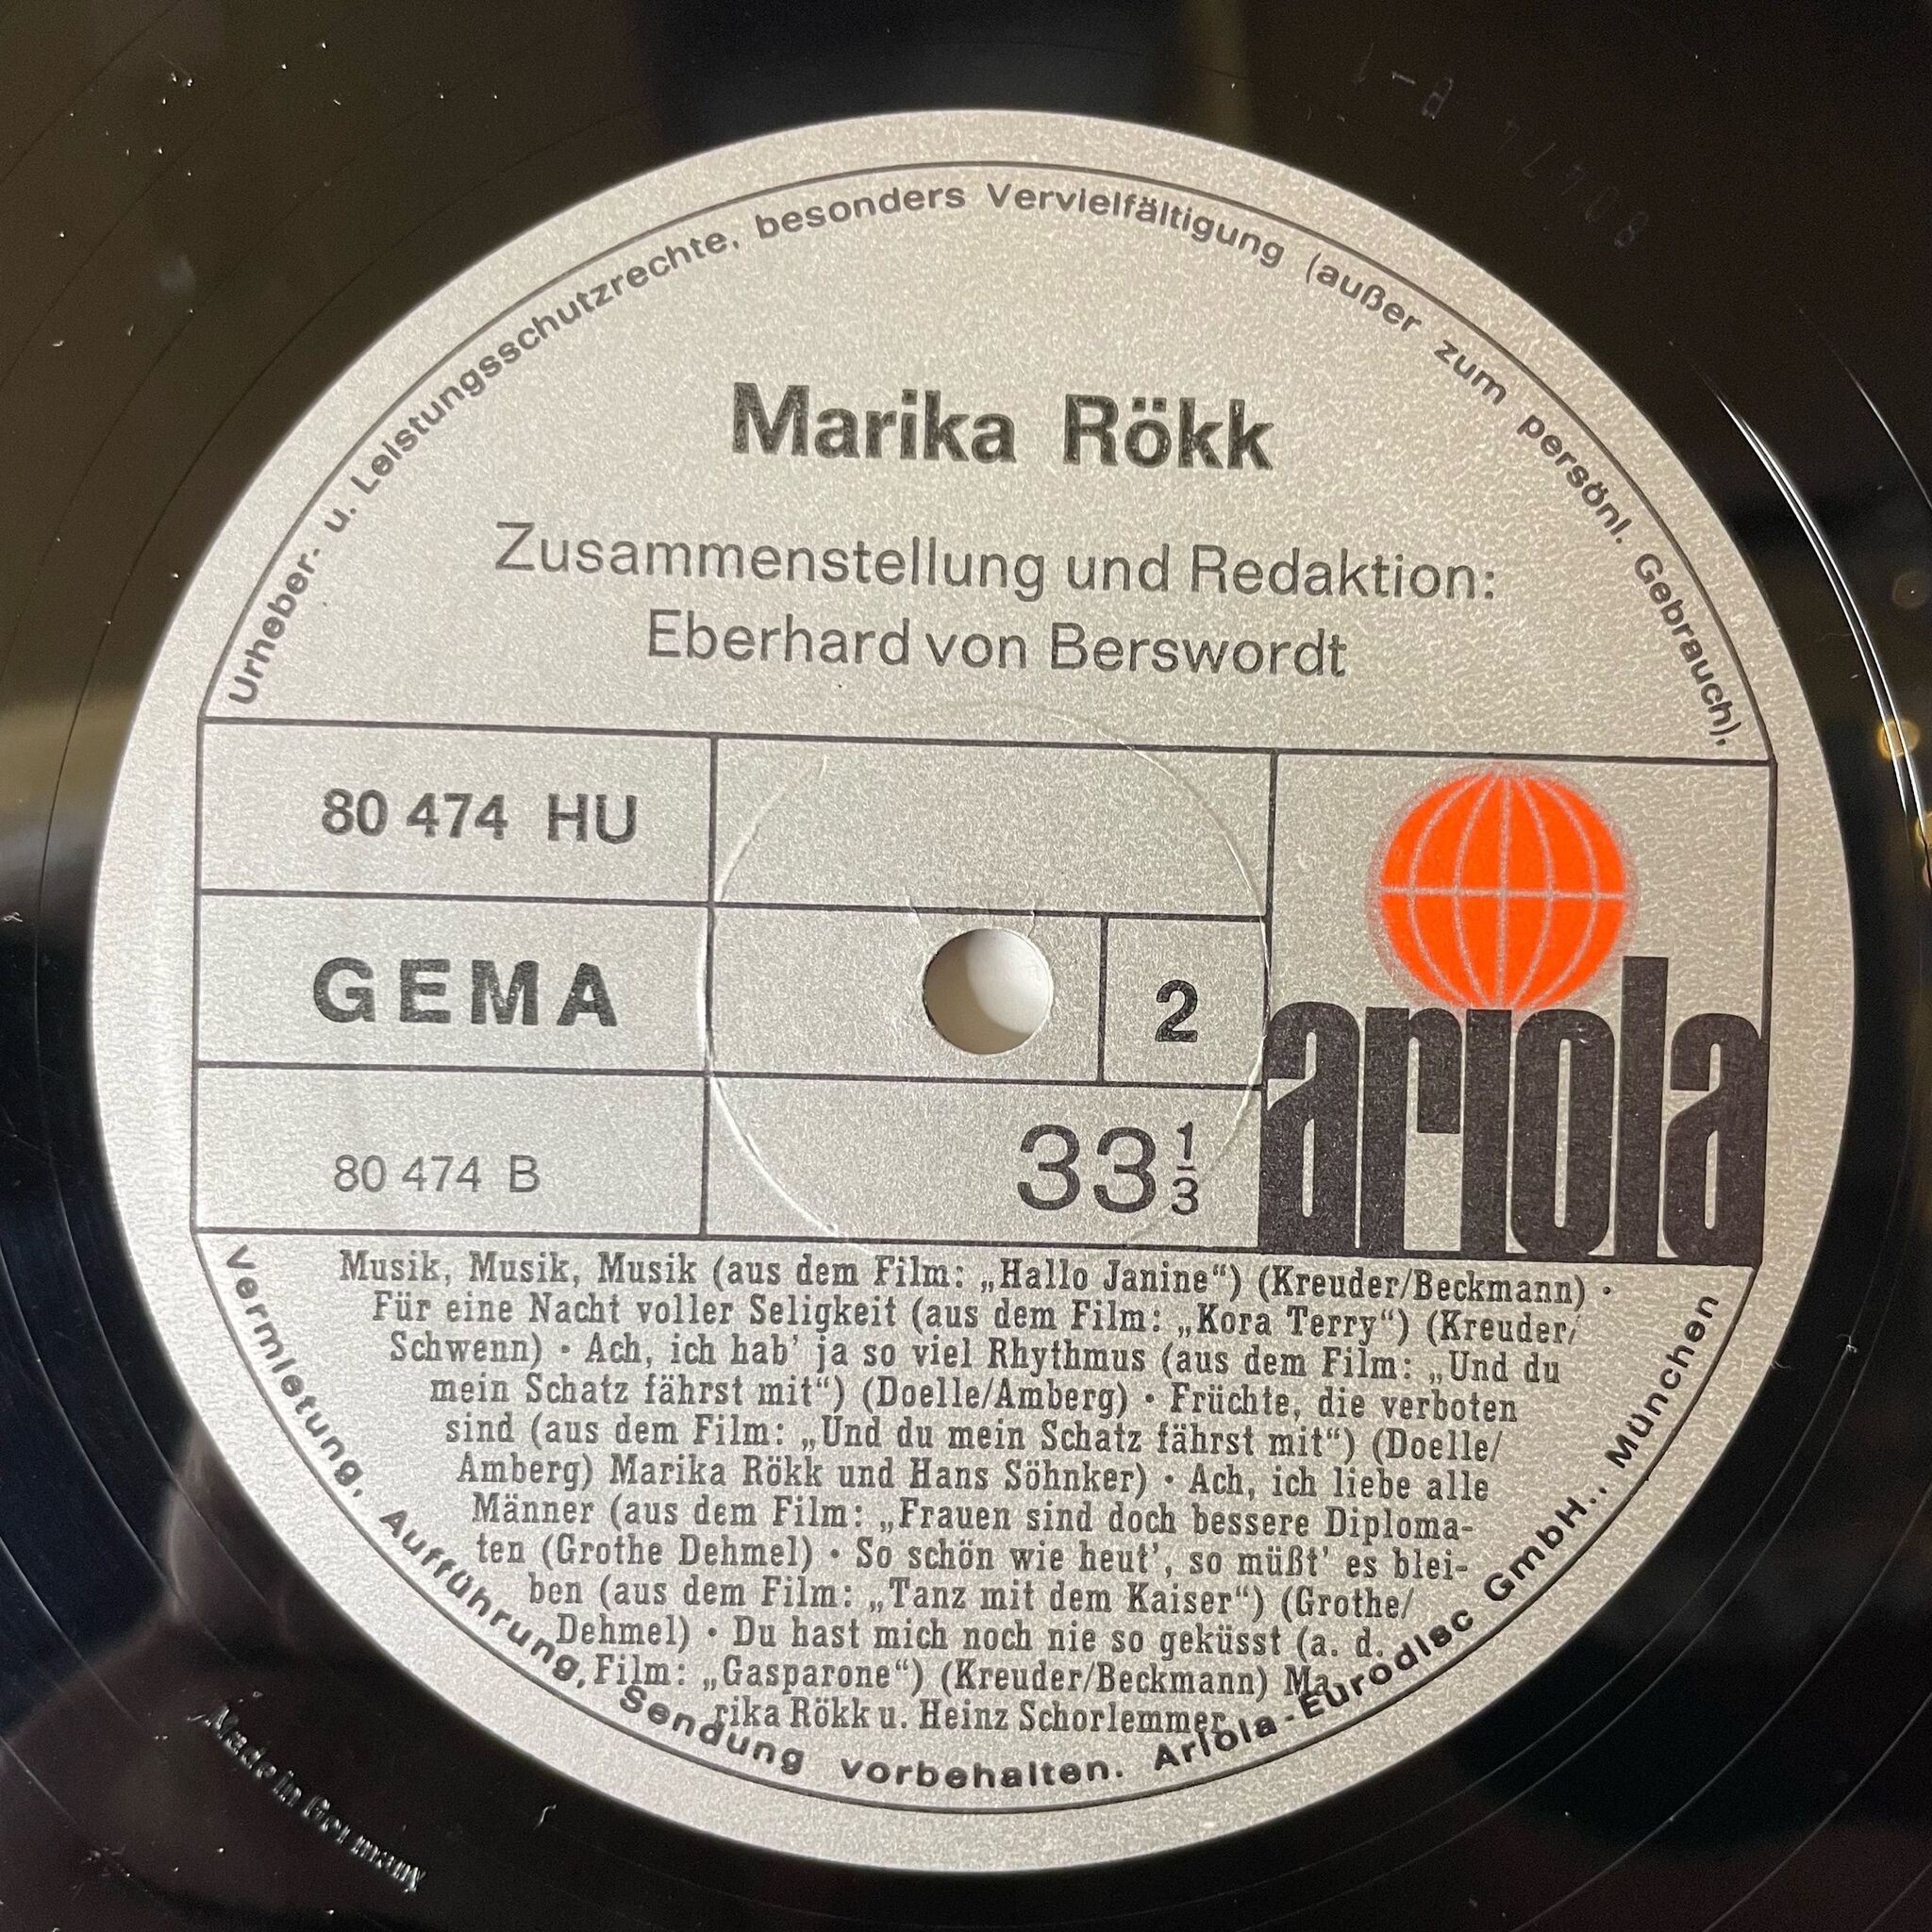 Urheber- u. Leistungsschutzrechte, besonders Vervielfältigung (außer zum persönl. Gebrauch),
Marika Rökk
Zusammenstellung und Redaktion:
Eberhard von Berswordt
80 474 HU
GEMA
2
80 474 B
33 1/3
ariola
Musik, Musik, Musik (aus dem Film: „Hallo Janine“) (Kreuder/Beckmann) •
Für eine Nacht voller Seligkeit (aus dem Film: „Kora Terry“) (Kreuder/
Schwenn) • Ach, ich hab’ ja so viel Rhythmus (aus dem Film: „Und du
mein Schatz fährst mit“) (Doelle/Amberg) • Früchte, die verboten
sind (aus dem Film: „Und du mein Schatz fährst mit“) (Doelle/
Amberg) Marika Rökk und Hans Söhnker) • Ach, ich liebe alle
Männer (aus dem Film: „Frauen sind doch bessere Diploma-
ten (Grothe Dehmel) • So schön wie heut’, so müßt’ es blei-
ben (aus dem Film: „Tanz mit dem Kaiser“) (Grothe/
Dehmel) • Du hast mich noch nie so geküsst (a. d.
Film: „Gasparone“) (Kreuder/Beckmann) Ma-
rika Rökk u. Heinz Schorlemmer
Vermietung, Aufführung, Sendung vorbehalten. Ariola-Eurodisc GmbH., München
Made in Germany
80474 B-1